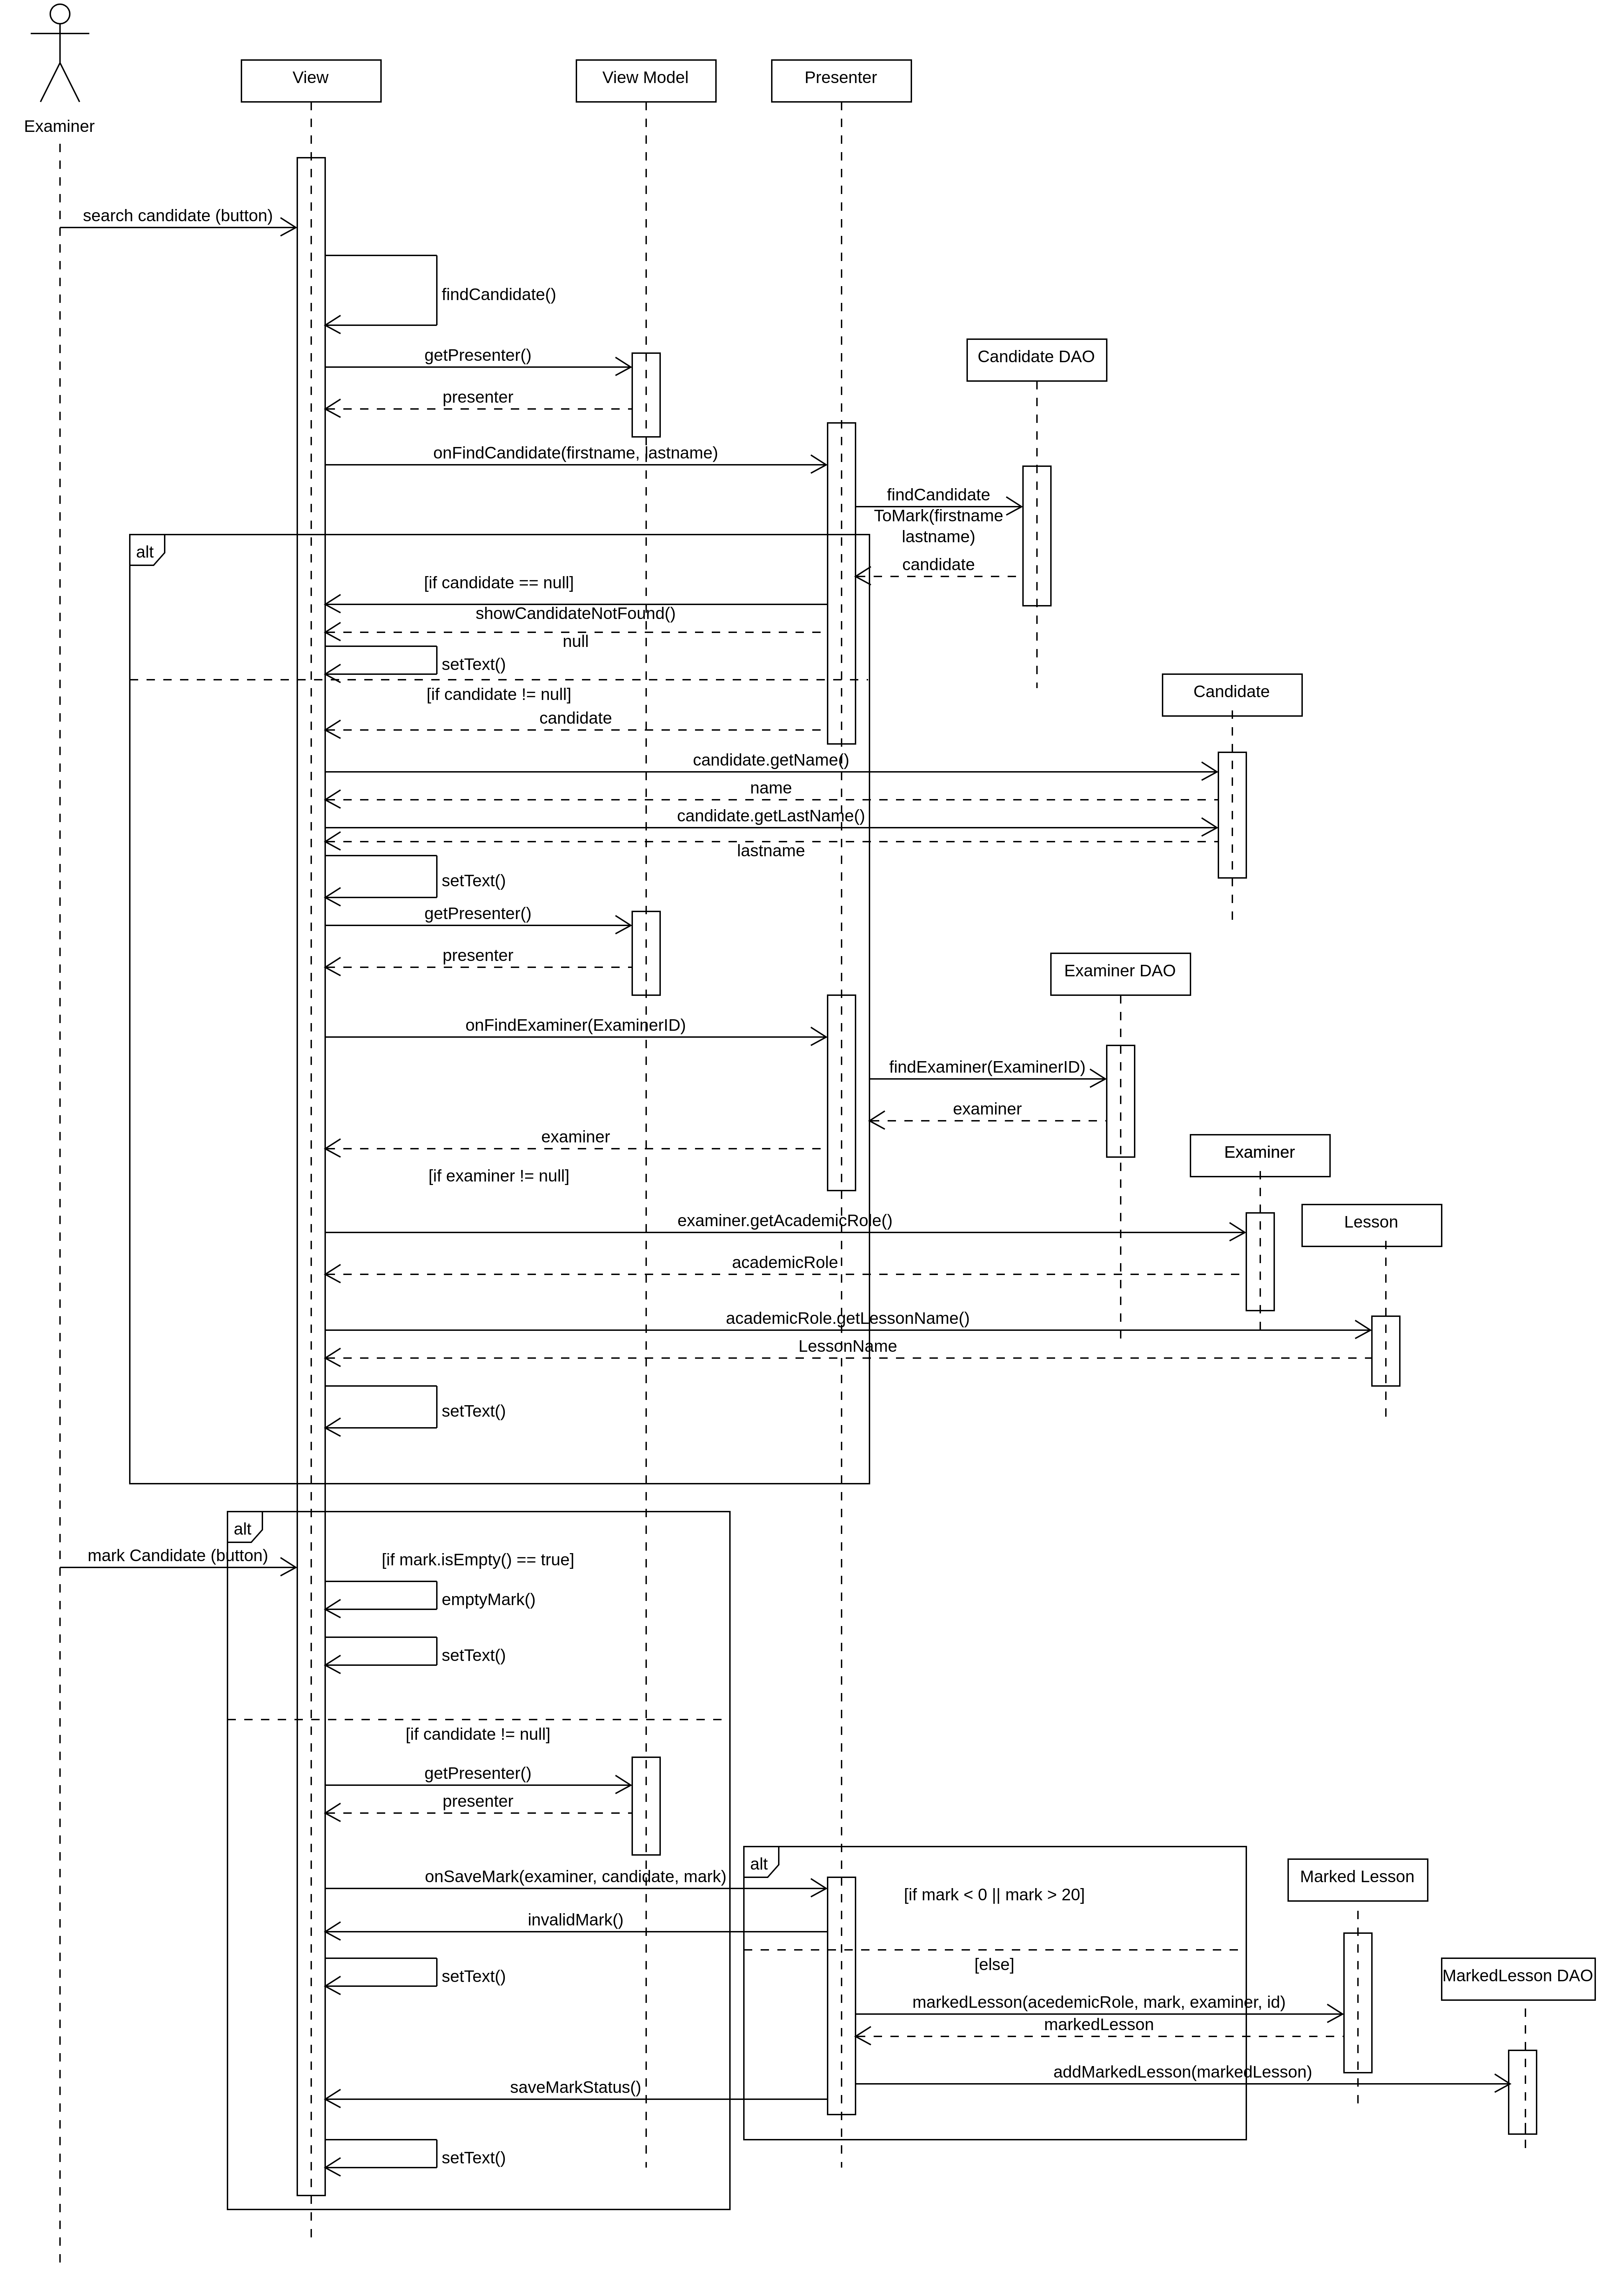 View
View Model
Presenter
Examiner
search candidate (button)
findCandidate()
getPresenter()
Candidate DAO
presenter
onFindCandidate(firstname, lastname)
findCandidate
ToMark(firstname
lastname)
alt
candidate
[if candidate == null]
showCandidateNotFound()
null
setText()
Candidate
[if candidate != null]
candidate
candidate.getName()
name
candidate.getLastName()
lastname
setText()
getPresenter()
presenter
Examiner DAO
onFindExaminer(ExaminerID)
findExaminer(ExaminerID)
examiner
examiner
Examiner
[if examiner != null]
examiner.getAcademicRole()
Lesson
academicRole
academicRole.getLessonName()
LessonName
setText()
alt
mark Candidate (button)
[if mark.isEmpty() == true]
emptyMark()
setText()
[if candidate != null]
getPresenter()
presenter
alt
onSaveMark(examiner, candidate, mark)
Marked Lesson
[if mark < 0 || mark > 20]
invalidMark()
[else]
setText()
MarkedLesson DAO
markedLesson(acedemicRole, mark, examiner, id)
markedLesson
addMarkedLesson(markedLesson)
saveMarkStatus()
setText()